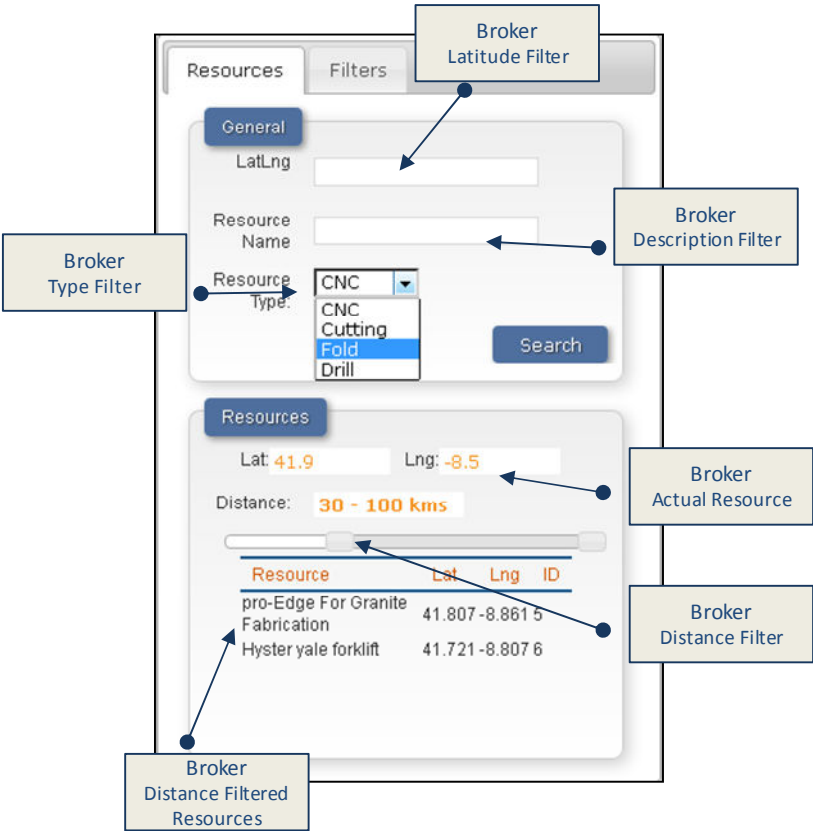 Broker
Latitude Filter
Resources Filters
General
LatLng
Resource
Name
Broker
Description Filter
Broker
Type Filter
Resource
Type:
CNC
CNC
Cutting
Fold
Drill
Search
Resources
Lat: 41.9 Lng: -8.5
Broker
Actual Resource
Distance: 30 - 100 kms
Resource Lat Lng ID
pro-Edge For Granite
Fabrication 41.807 -8.861 5
Hyster yale forklift 41.721 -8.807 6
Broker
Distance Filter
Broker
Distance Filtered
Resources